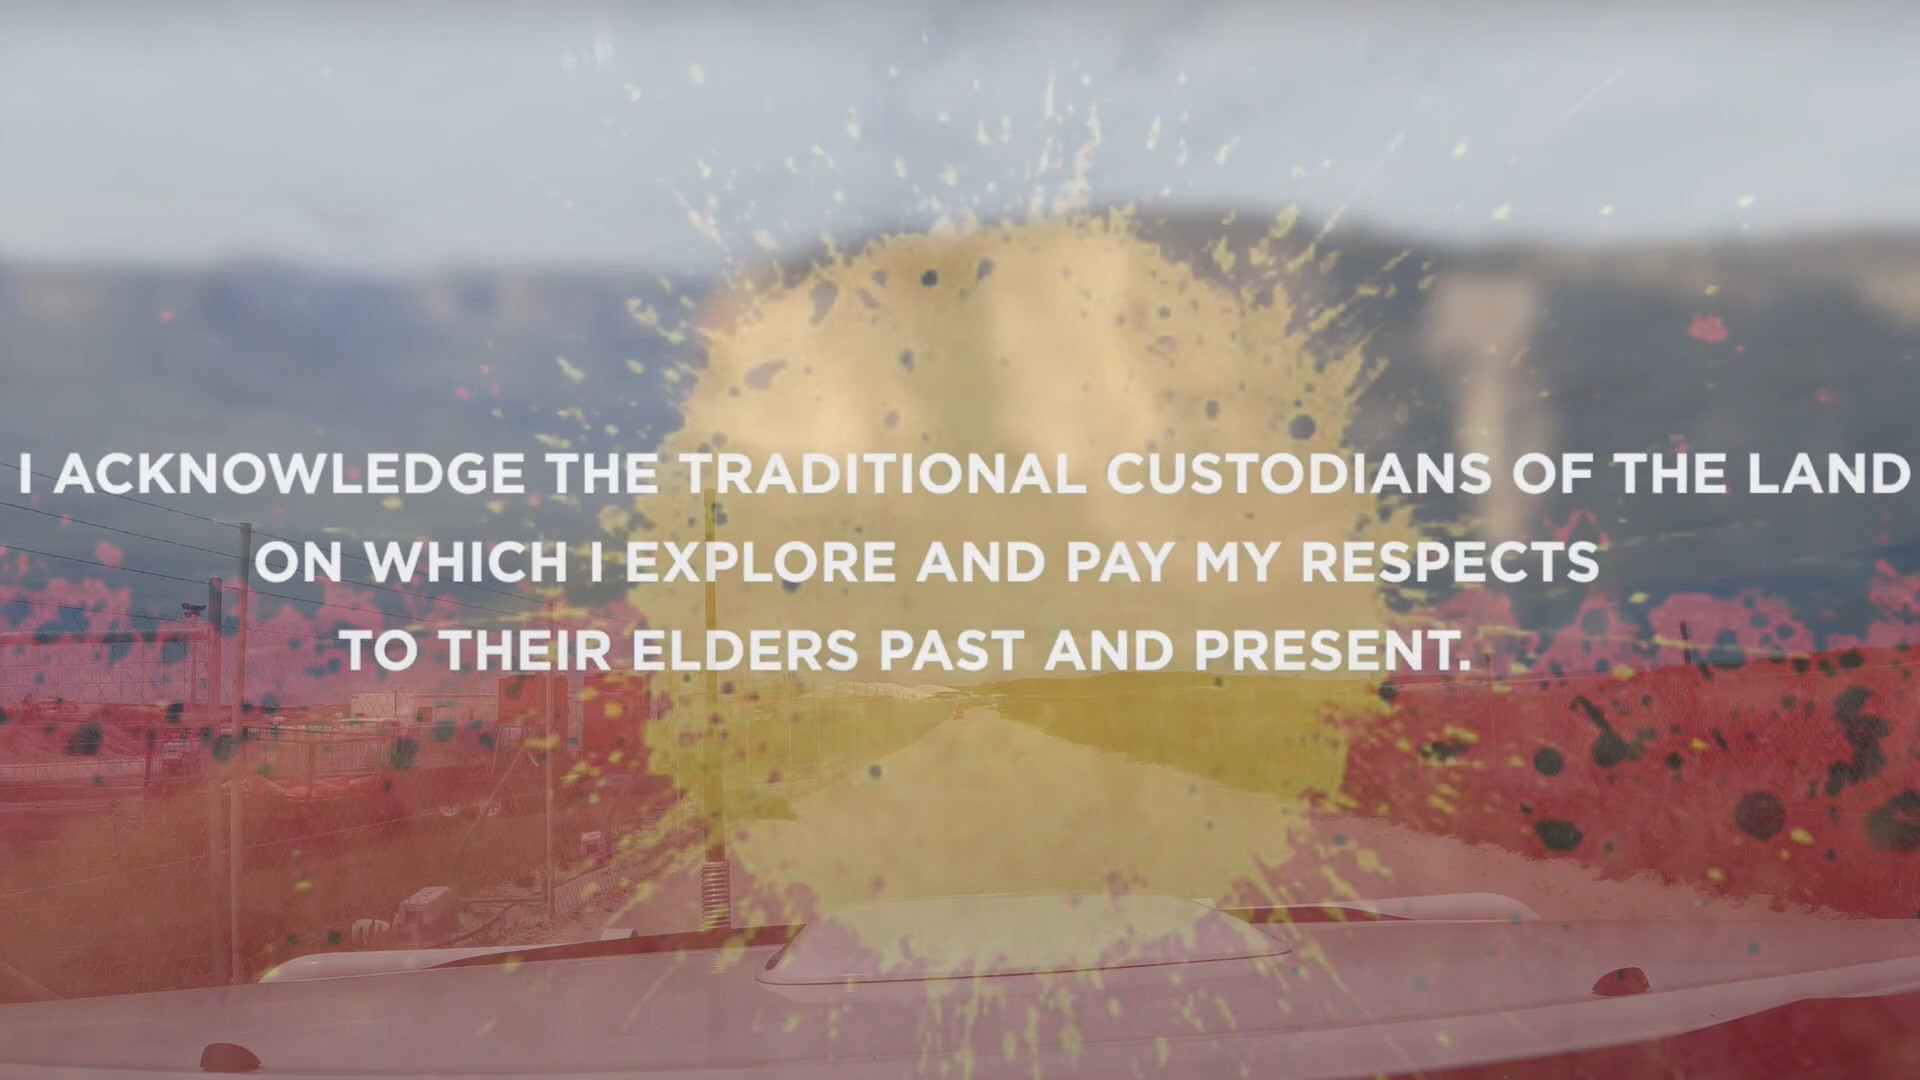 I ACKNOWLEDGE THE TRADITIONAL CUSTODIANS OF THE LAND
ON WHICH I EXPLORE AND PAY MY RESPECTS
TO THEIR ELDERS PAST AND PRESENT.